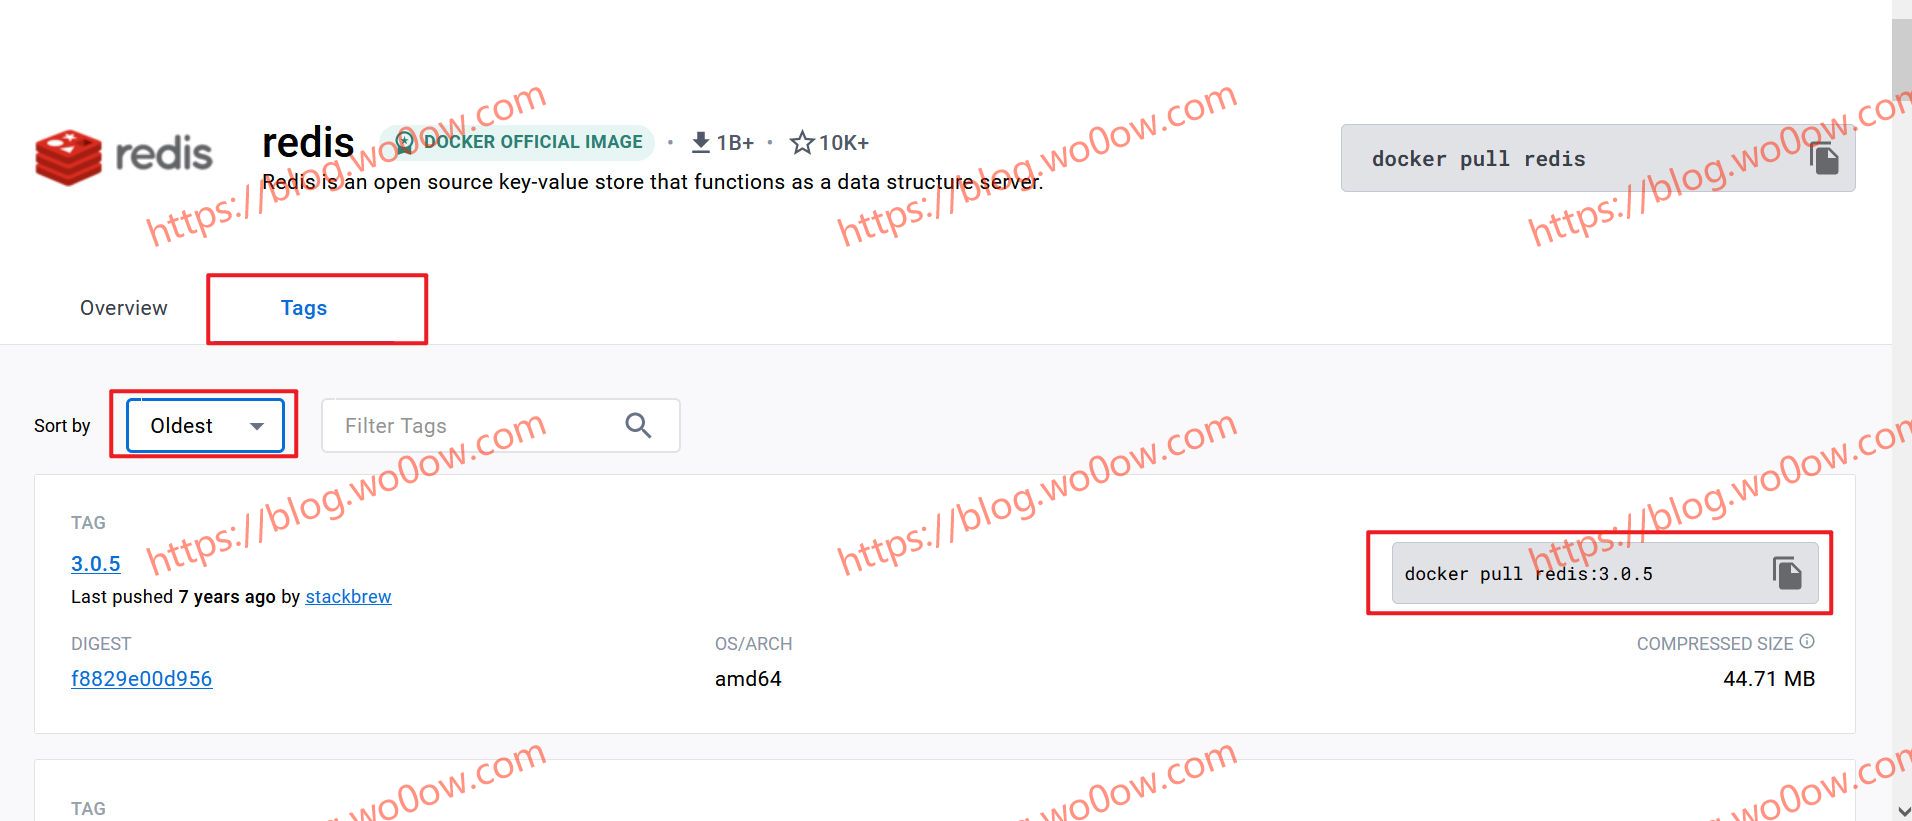 redis
redis DOCKER OFFICIAL IMAGE • 1B+ • 10K+
Redis is an open source key-value store that functions as a data structure server.
docker pull redis
https://blog.wo0ow.com
https://blog.wo0ow.com
https://blog.wo0ow.com
Overview
Tags
Sort by
Oldest
Filter Tags
https://blog.wo0ow.com
https://blog.wo0ow.com
https://blog.wo0ow.com
TAG
3.0.5
Last pushed 7 years ago by stackbrew
docker pull redis:3.0.5
DIGEST
OS/ARCH
COMPRESSED SIZE
f8829e00d956
amd64
44.71 MB
TAG
wo0ow.com
wo0ow.com
wo0ow.com